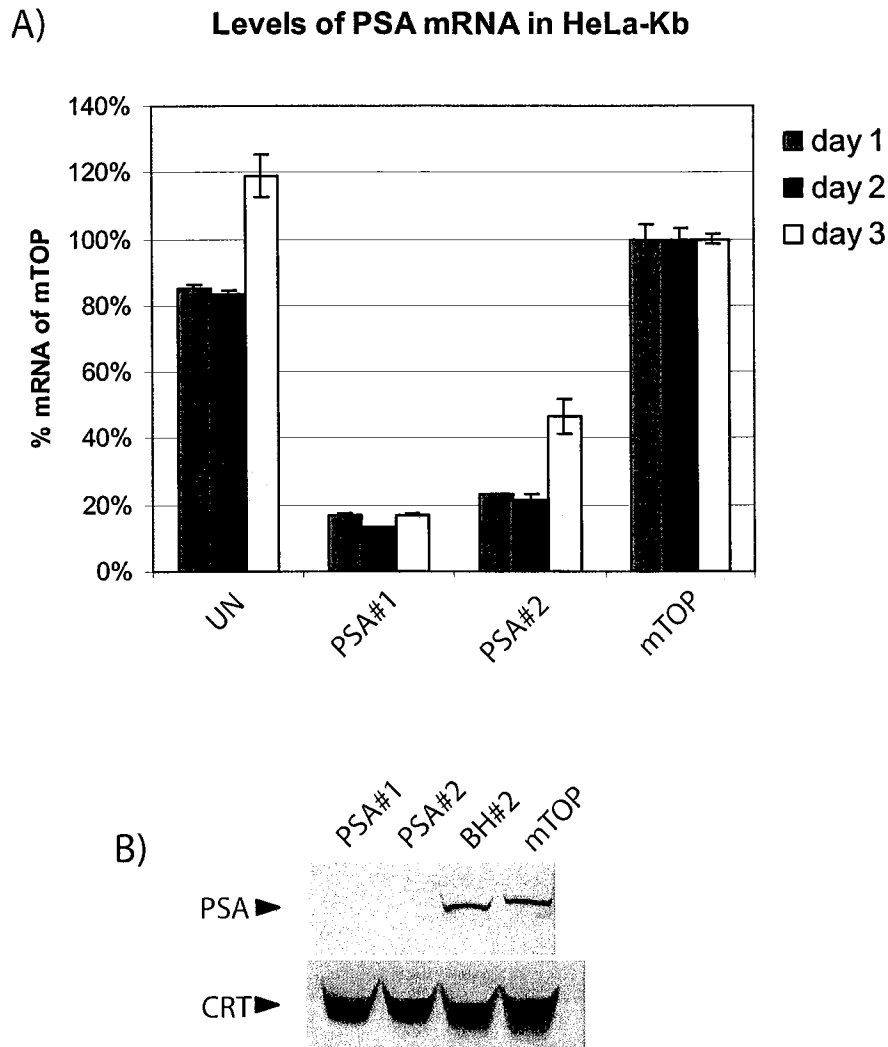 A)
Levels of PSA mRNA in HeLa-Kb
% mRNA of mTOP
140%
120%
100%
80%
60%
40%
20%
0%
UN
PSA#1
PSA#2
mTOP
day 1
day 2
day 3
B)
PSA#1
PSA#2
BH#2
mTOP
PSA
CRT